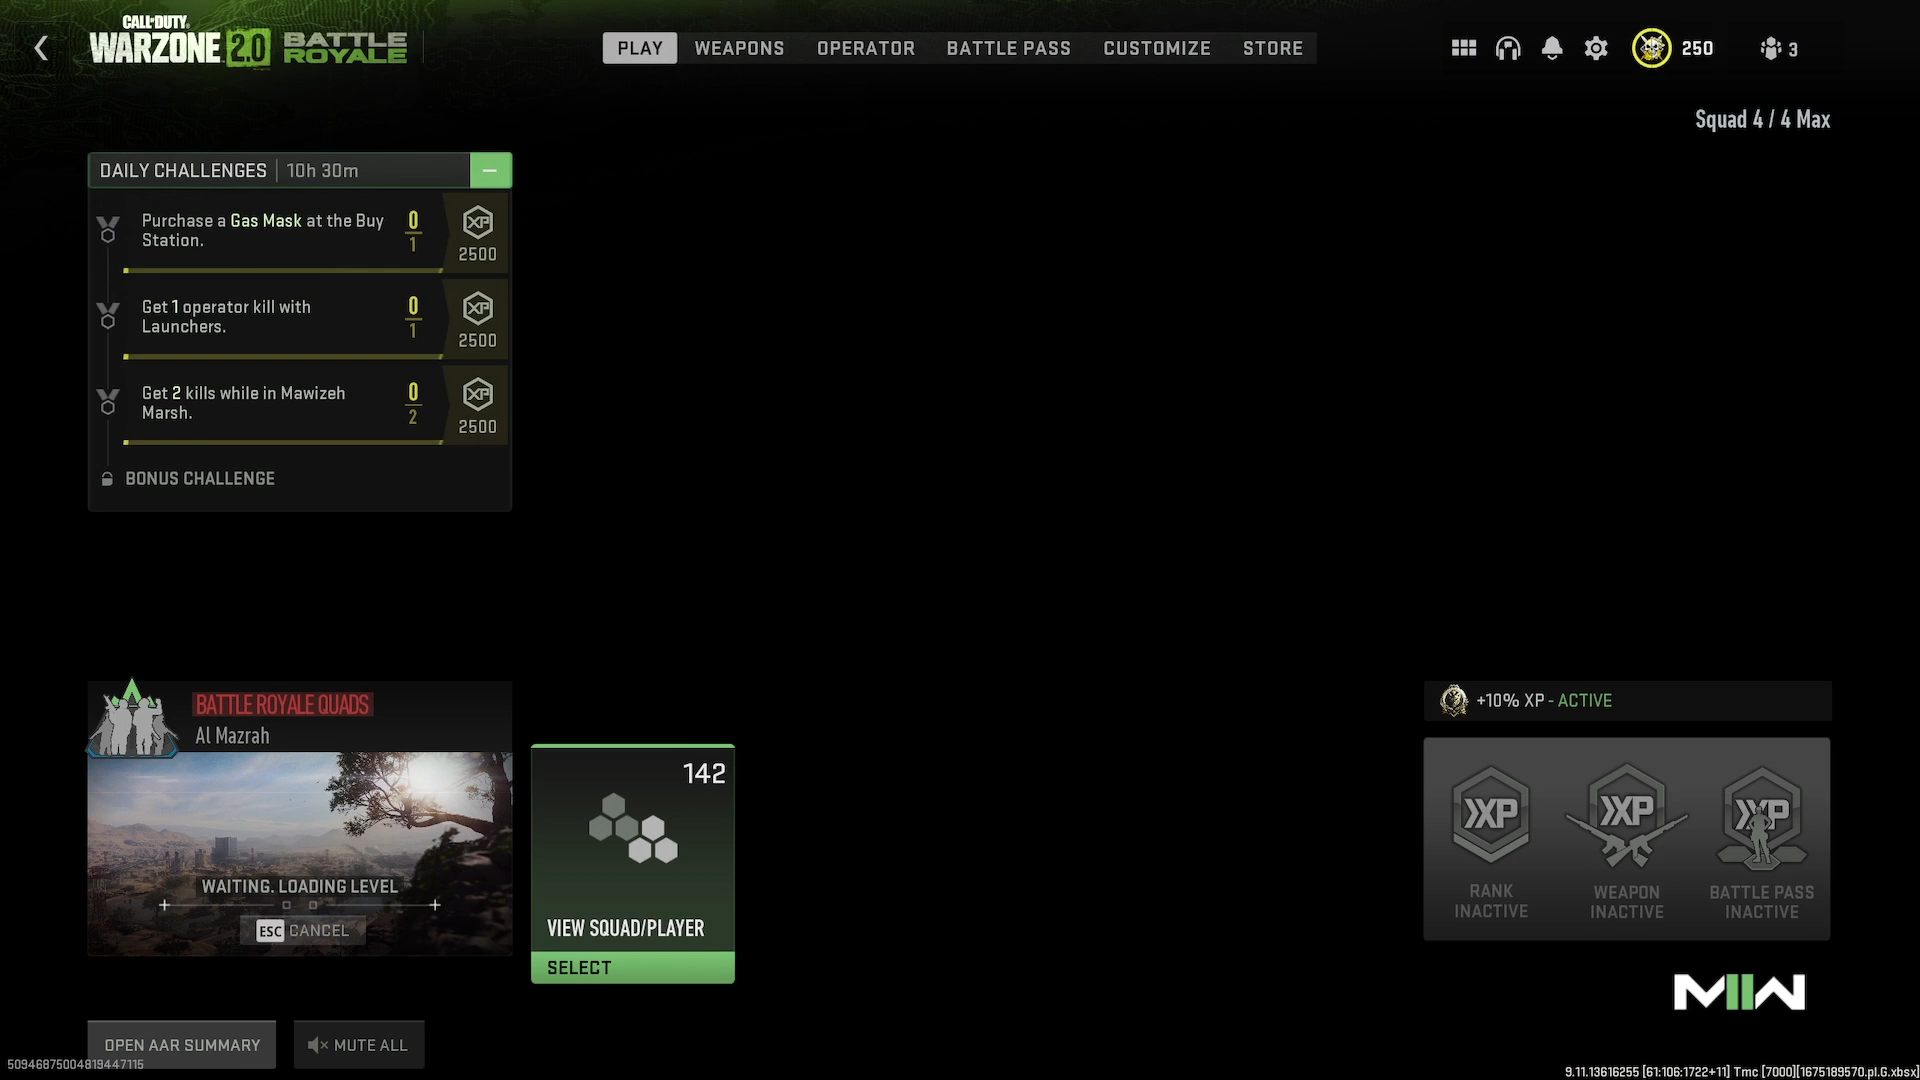 CALL OF DUTY
WARZONE 2.0 BATTLE ROYALE
PLAY WEAPONS OPERATOR BATTLE PASS CUSTOMIZE STORE
250
3
Squad 4 / 4 Max
DAILY CHALLENGES 10h 30m
Purchase a Gas Mask at the Buy
Station.
0
1
XP
2500
Get 1 operator kill with
Launchers.
0
1
XP
2500
Get 2 kills while in Mawizeh
Marsh.
0
2
XP
2500
BONUS CHALLENGE
BATTLE ROYALE QUADS
Al Mazrah
WAITING. LOADING LEVEL
ESC CANCEL
142
VIEW SQUAD/PLAYER
SELECT
+10% XP - ACTIVE
XP
RANK
INACTIVE
XP
WEAPON
INACTIVE
XP
BATTLE PASS
INACTIVE
MWII
OPEN AAR SUMMARY
MUTE ALL
50946875004819447115
9.11.13616255 [61:106:1722+11] Tmc [7000][1675189570.pl.G.xbsx]